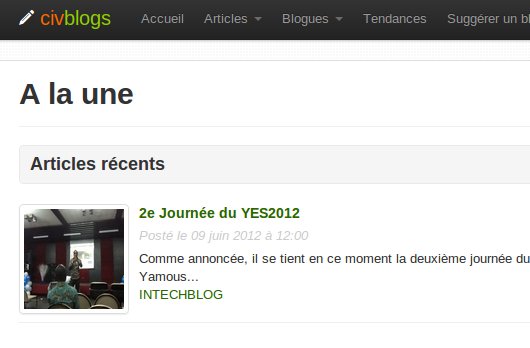 civblogs Accueil Articles Blogues Tendances Suggérer un bl
A la une
Articles récents
2e Journée du YES2012
Posté le 09 juin 2012 à 12:00
Comme annoncée, il se tient en ce moment la deuxième journée du
Yamous...
INTECHBLOG